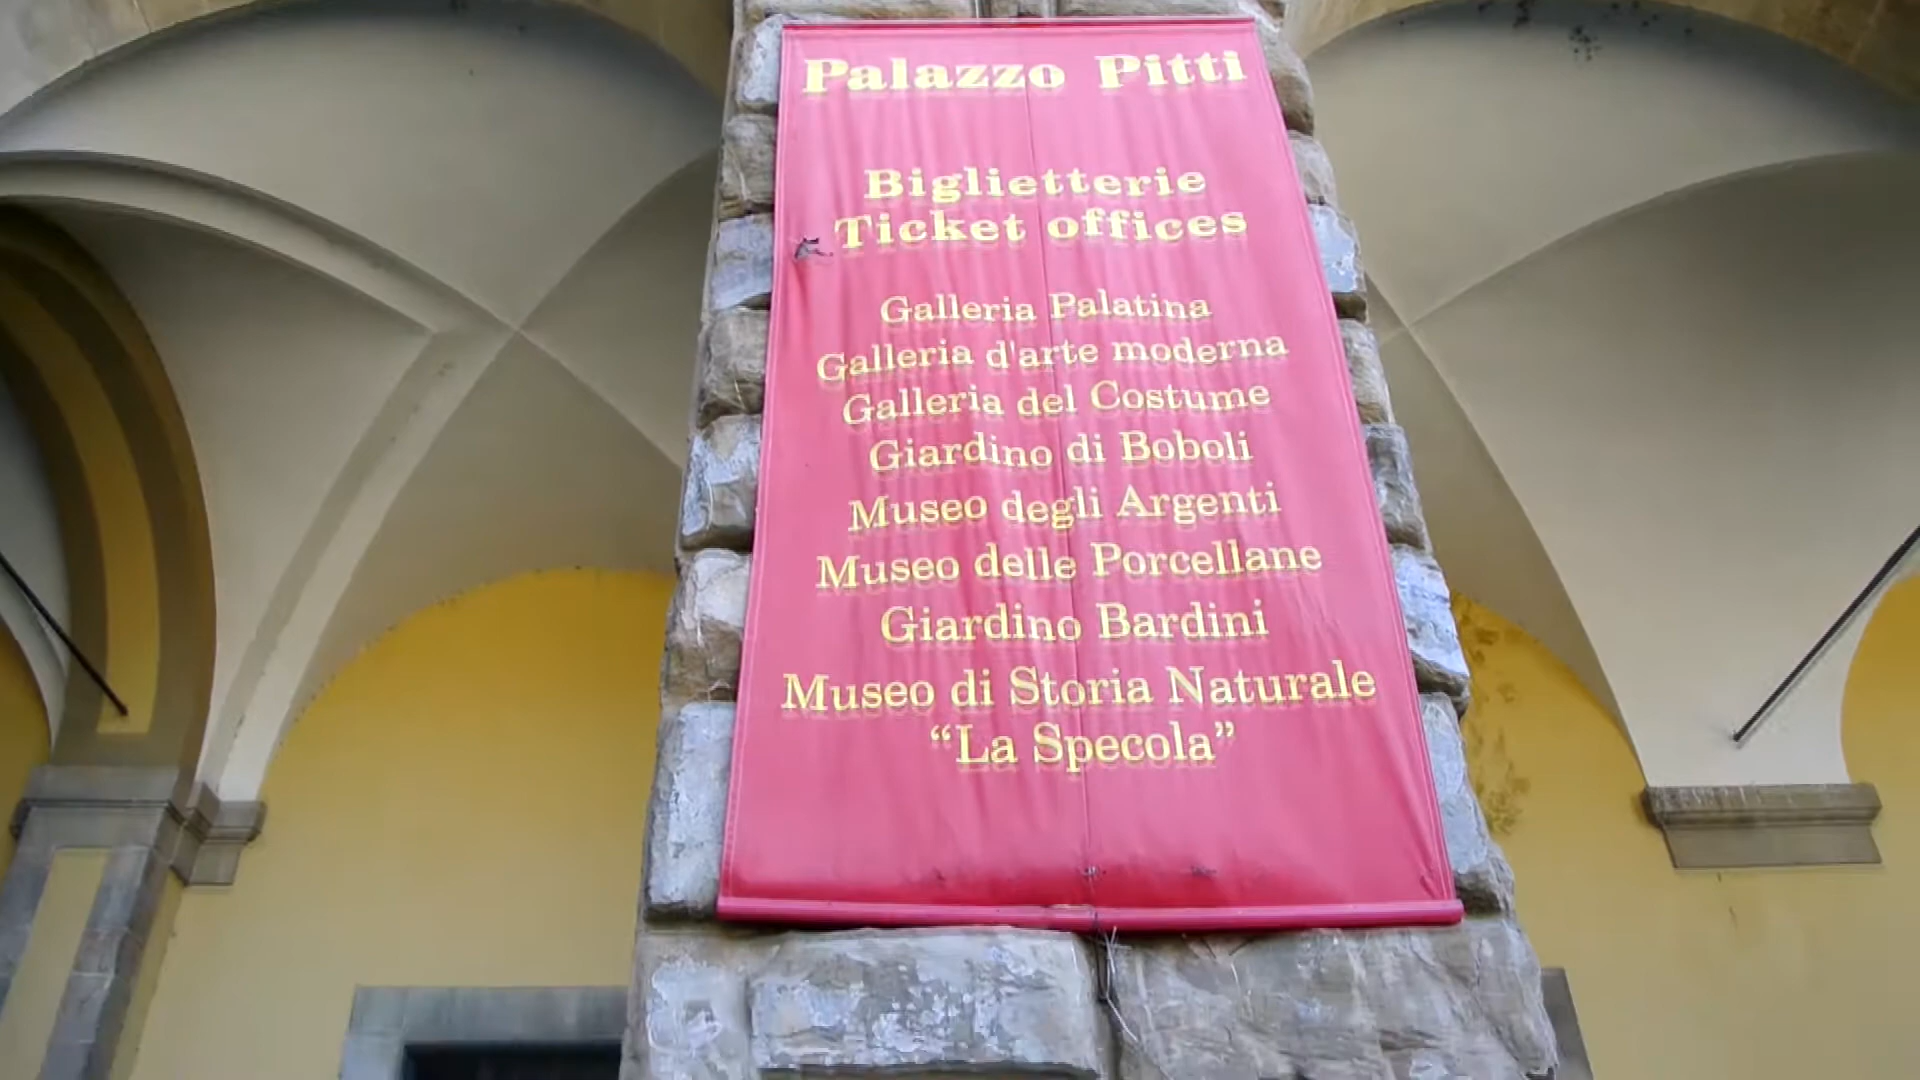 Palazzo Pitti
Biglietterie
Ticket offices
Galleria Palatina
Galleria d'arte moderna
Galleria del Costume
Giardino di Boboli
Museo degli Argenti
Museo delle Porcellane
Giardino Bardini
Museo di Storia Naturale
“La Specola”